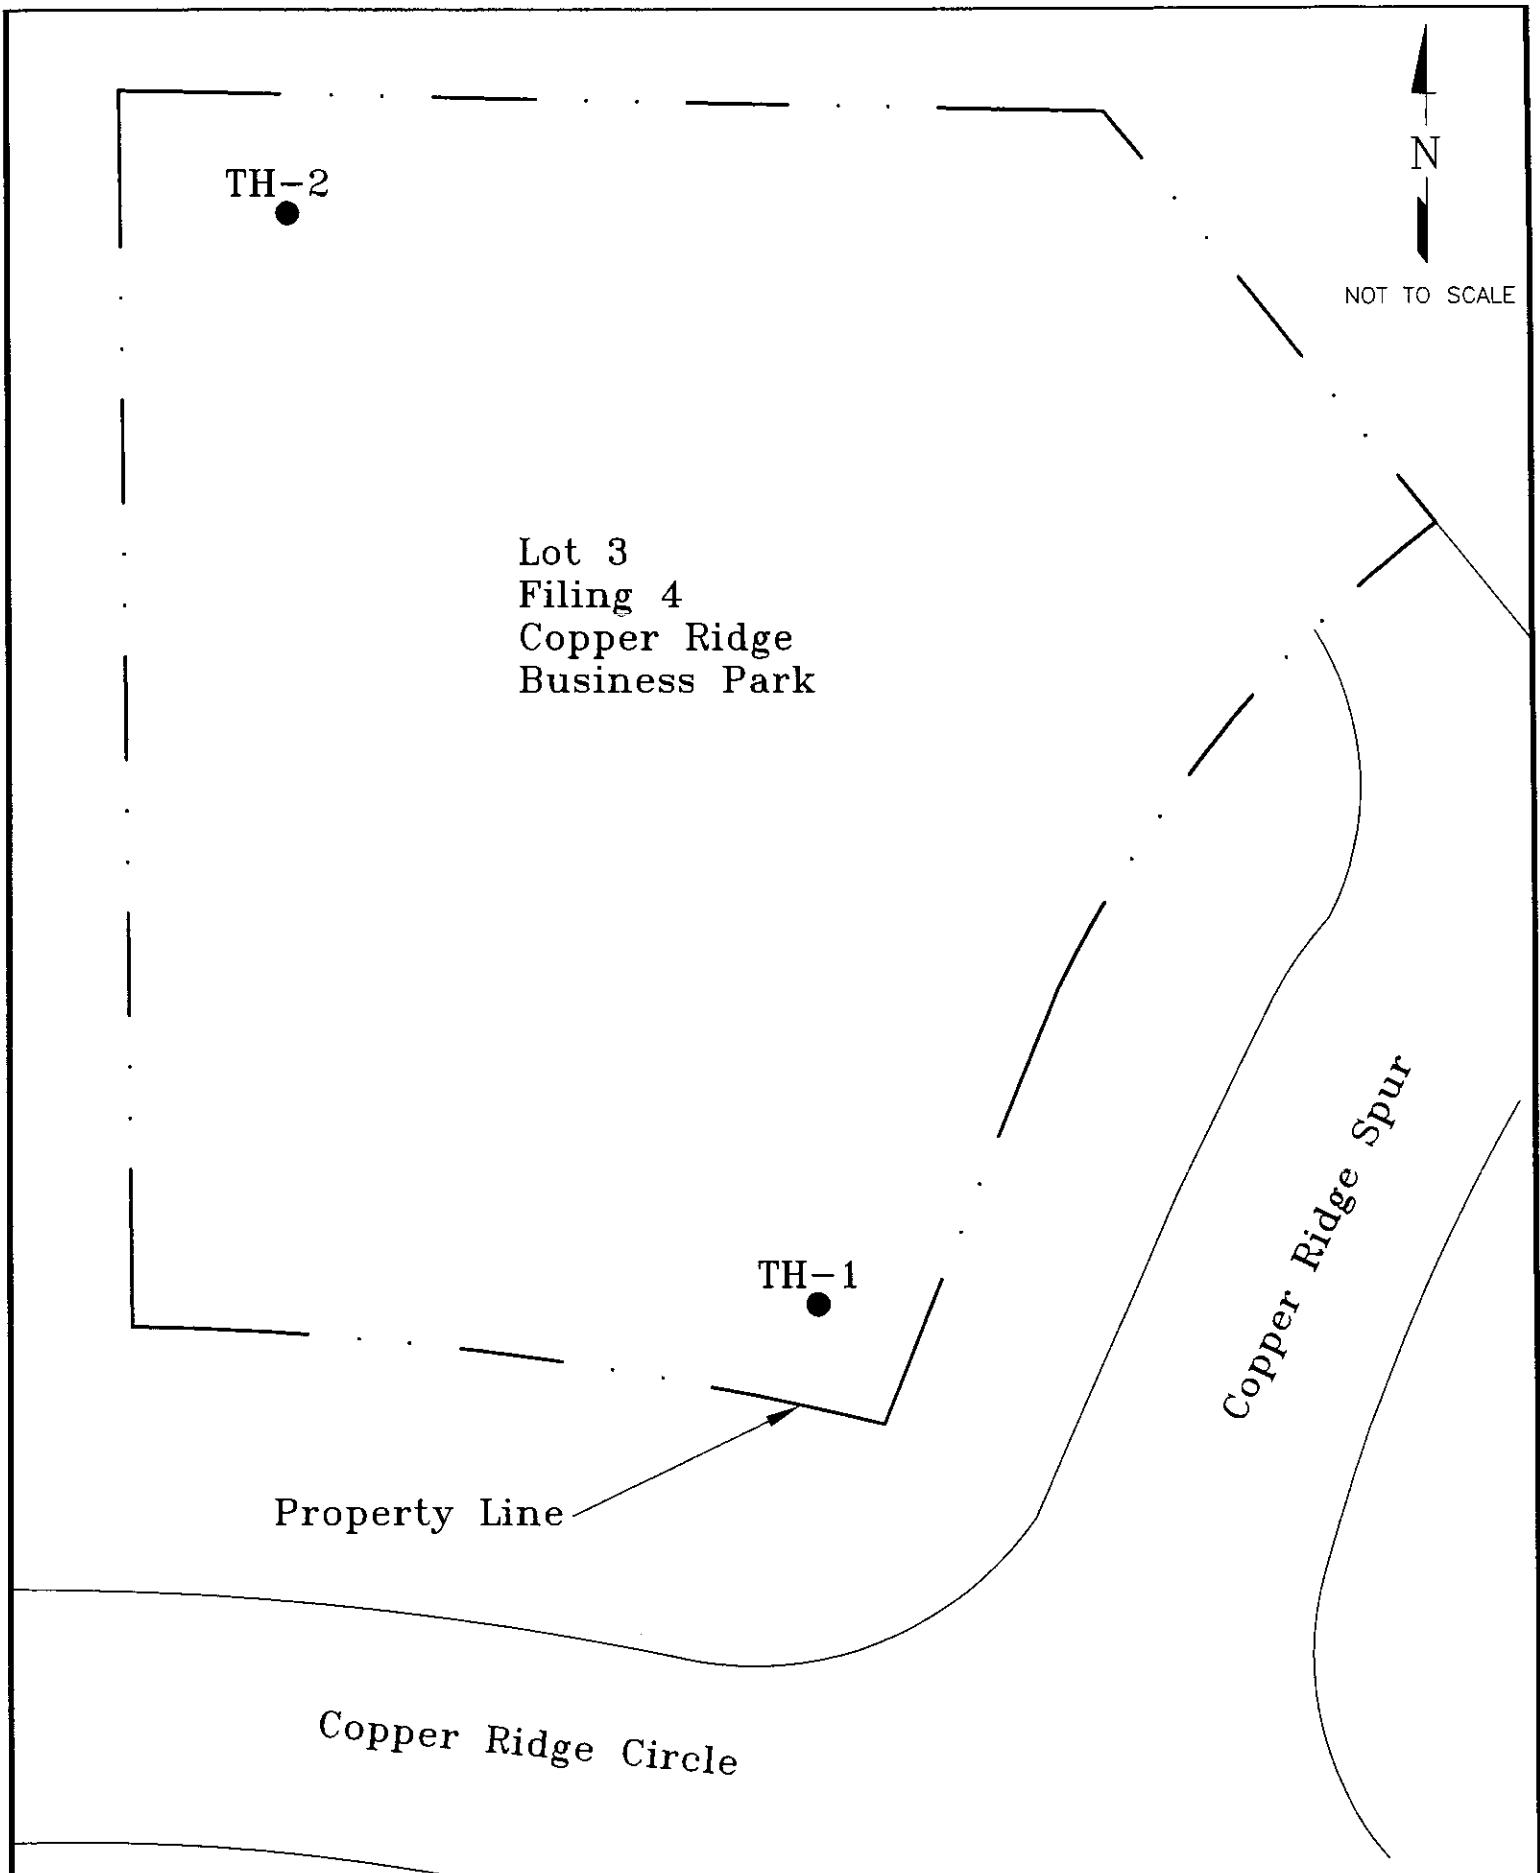 TH-2
N
NOT TO SCALE
Lot 3
Filing 4
Copper Ridge
Business Park
Copper Ridge Spur
TH-1
Property Line
Copper Ridge Circle